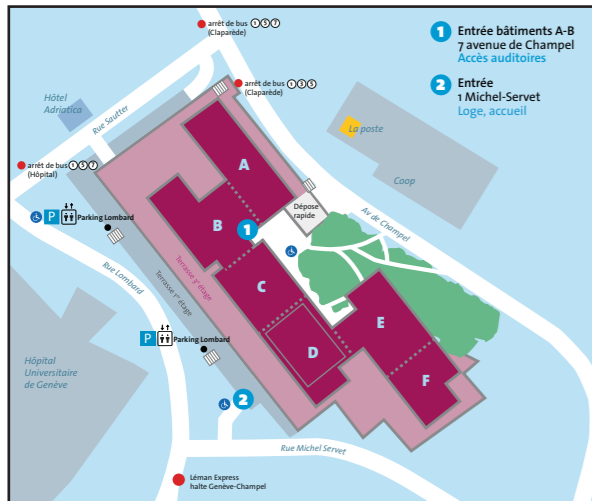 arrêt de bus 1 5 7
(Claparède)
1 Entrée bâtiments A-B
7 avenue de Champel
Accès auditoires
2 Entrée
1 Michel-Servet
Loge, accueil
arrêt de bus 1 3 5
(Claparède)
Hôtel
Adriatica
Rue Sautter
La poste
Coop
A
arrêt de bus 1 5 7
(Hôpital)
Dépose
rapide
Av de Champel
P Parking Lombard
B
1
Terrasse 3e étage
Terrasse 1er étage
Rue Lombard
C
E
P Parking Lombard
D
F
Hôpital
Universitaire
de Genève
2
Rue Michel Servet
Léman Express
halte Genève-Champel